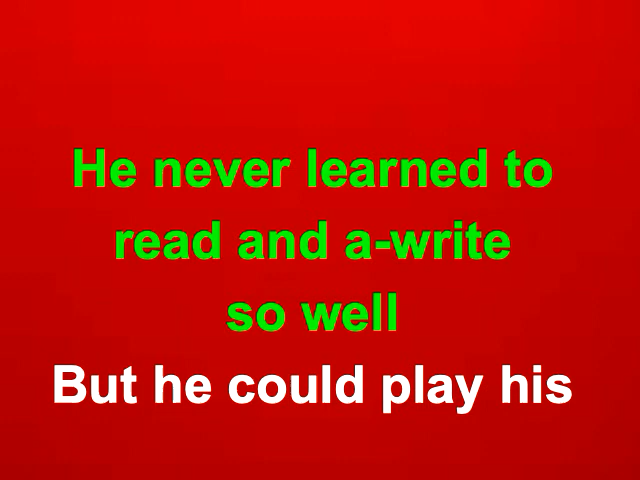 He never learned to
read and a-write
so well
But he could play his